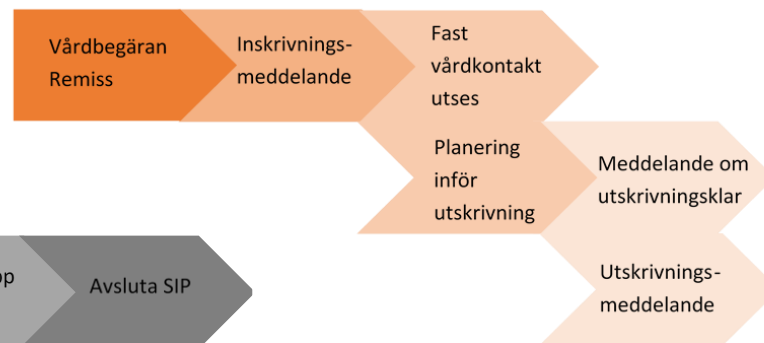 Vårdbegäran
Remiss
Inskrivnings-
meddelande
Fast
vårdkontakt
utses
Planering
inför
utskrivning
Meddelande om
utskrivningsklar
Utskrivnings-
meddelande
Avsluta SIP